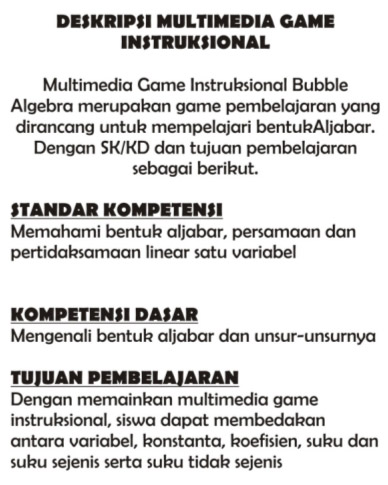 DESKRIPSI MULTIMEDIA GAME
INSTRUKSIONAL
Multimedia Game Instruksional Bubble
Algebra merupakan game pembelajaran yang
dirancang untuk mempelajari bentukAljabar.
Dengan SK/KD dan tujuan pembelajaran
sebagai berikut.
STANDAR KOMPETENSI
Memahami bentuk aljabar, persamaan dan
pertidaksamaan linear satu variabel
KOMPETENSI DASAR
Mengenali bentuk aljabar dan unsur-unsurnya
TUJUAN PEMBELAJARAN
Dengan memainkan multimedia game
instruksional, siswa dapat membedakan
antara variabel, konstanta, koefisien, suku dan
suku sejenis serta suku tidak sejenis